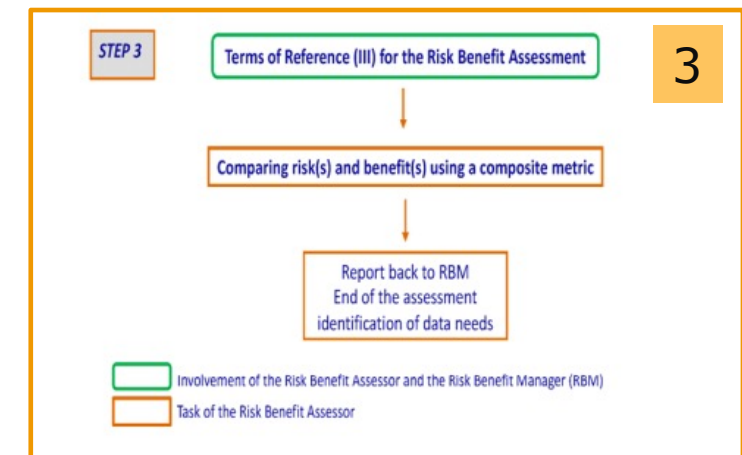 STEP 3
Terms of Reference (III) for the Risk Benefit Assessment
3
Comparing risk(s) and benefit(s) using a composite metric
Report back to RBM
End of the assessment
identification of data needs
Involvement of the Risk Benefit Assessor and the Risk Benefit Manager (RBM)
Task of the Risk Benefit Assessor